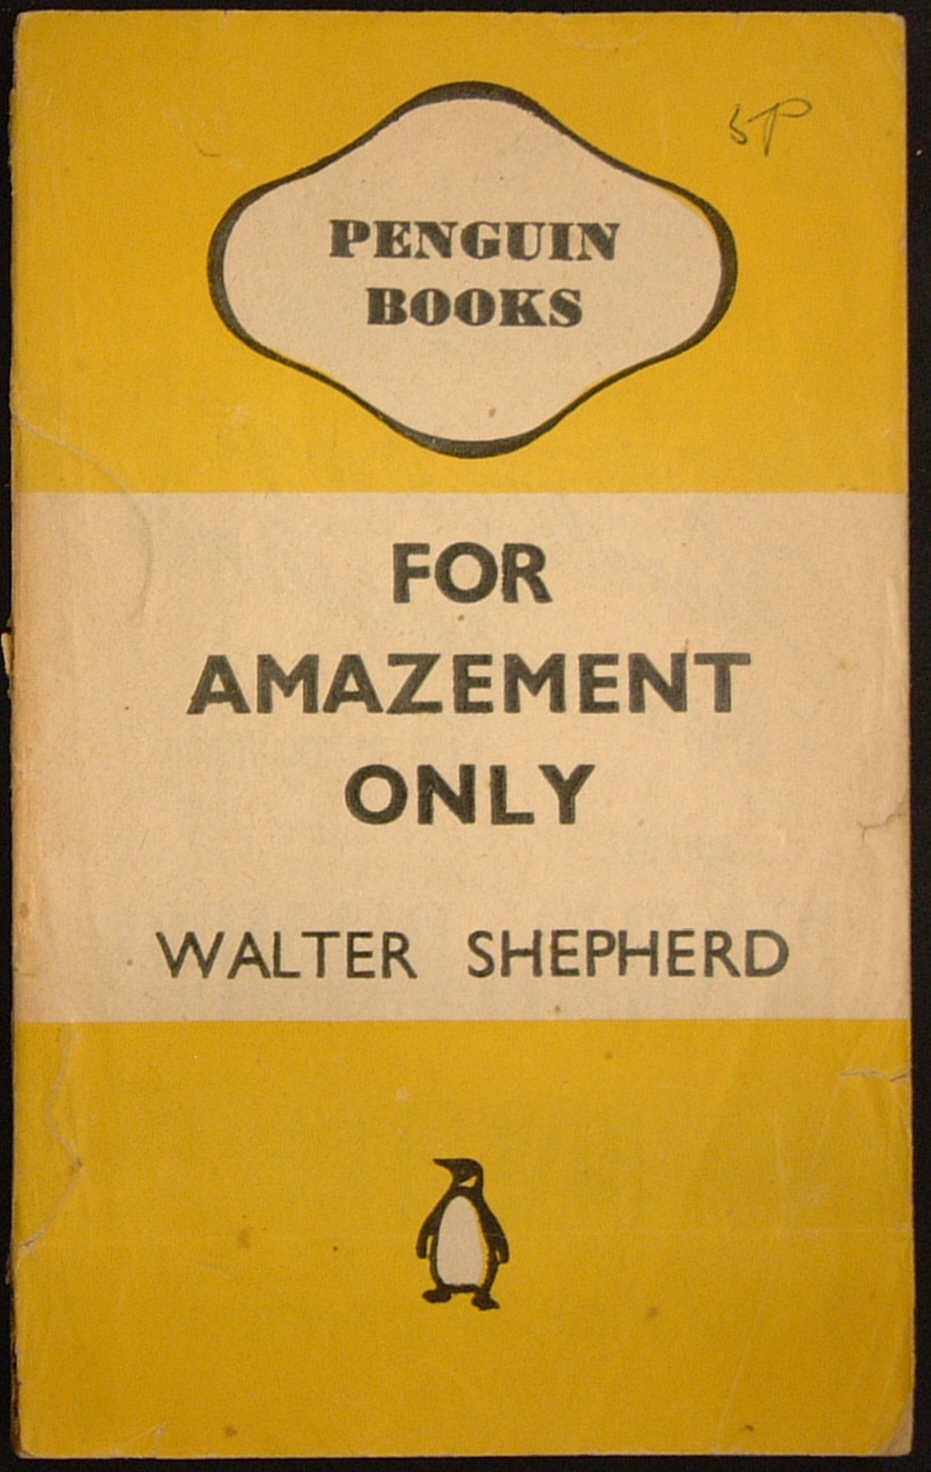 5P
PENGUIN
BOOKS
FOR
AMAZEMENT
ONLY
WALTER SHEPHERD